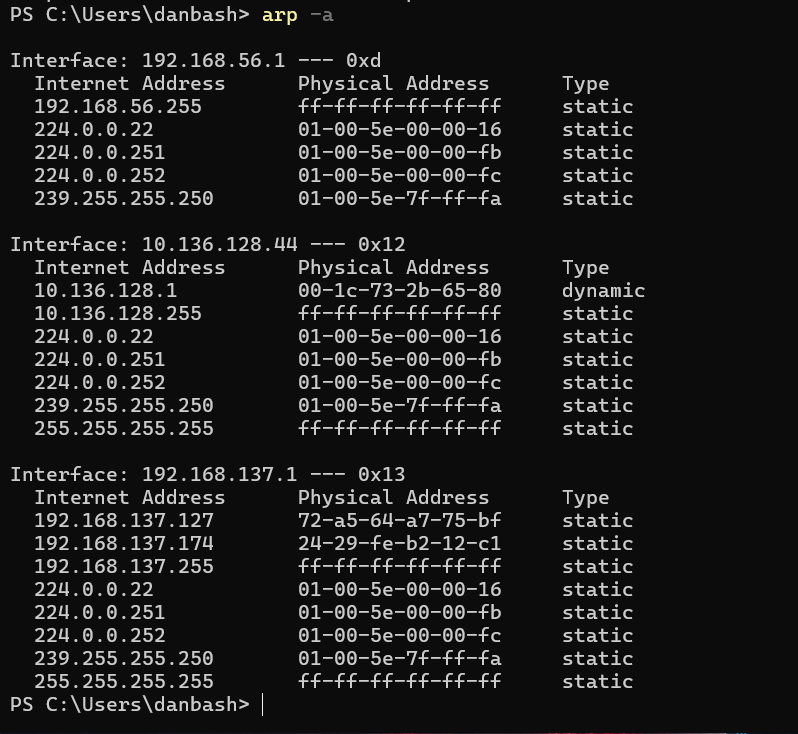 PS C:\Users\danbash> arp -a
Interface: 192.168.56.1 --- 0xd
Internet Address Physical Address Type
192.168.56.255 ff-ff-ff-ff-ff-ff static
224.0.0.22 01-00-5e-00-00-16 static
224.0.0.251 01-00-5e-00-00-fb static
224.0.0.252 01-00-5e-00-00-fc static
239.255.255.250 01-00-5e-7f-ff-fa static
Interface: 10.136.128.44 --- 0x12
Internet Address Physical Address Type
10.136.128.1 00-1c-73-2b-65-80 dynamic
10.136.128.255 ff-ff-ff-ff-ff-ff static
224.0.0.22 01-00-5e-00-00-16 static
224.0.0.251 01-00-5e-00-00-fb static
224.0.0.252 01-00-5e-00-00-fc static
239.255.255.250 01-00-5e-7f-ff-fa static
255.255.255.255 ff-ff-ff-ff-ff-ff static
Interface: 192.168.137.1 --- 0x13
Internet Address Physical Address Type
192.168.137.127 72-a5-64-a7-75-bf static
192.168.137.174 24-29-fe-b2-12-c1 static
192.168.137.255 ff-ff-ff-ff-ff-ff static
224.0.0.22 01-00-5e-00-00-16 static
224.0.0.251 01-00-5e-00-00-fb static
224.0.0.252 01-00-5e-00-00-fc static
239.255.255.250 01-00-5e-7f-ff-fa static
255.255.255.255 ff-ff-ff-ff-ff-ff static
PS C:\Users\danbash>